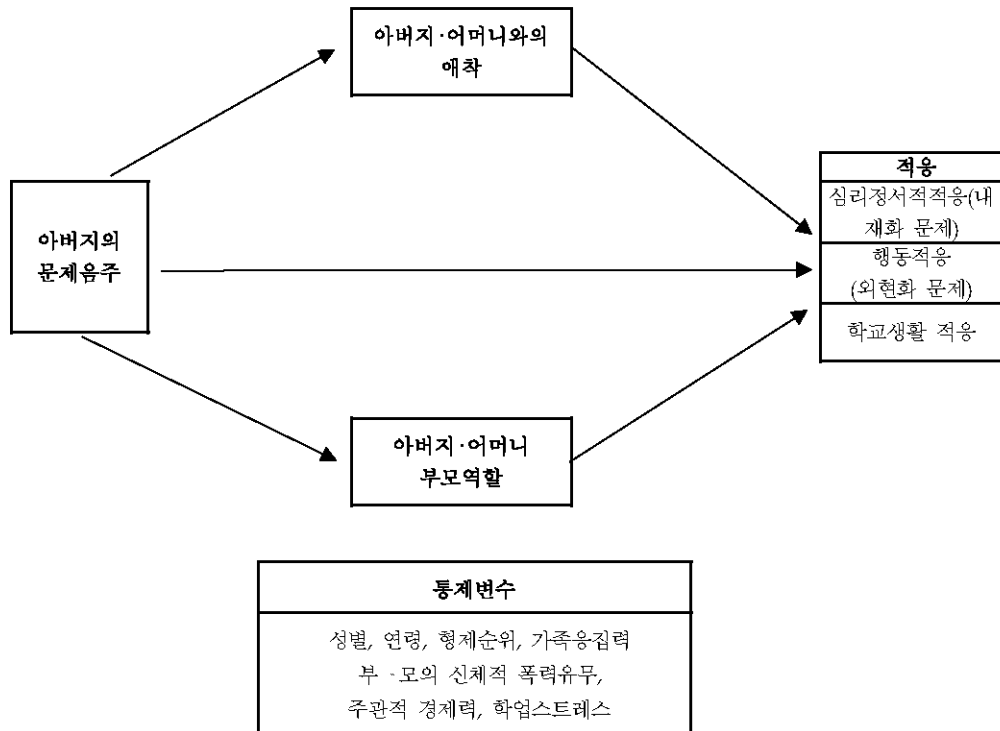 아버지·어머니와의
애착
아버지의
문제음주
적응
심리정서적적응(내
재화 문제)
행동적응
(외현화 문제)
학교생활 적응
아버지·어머니
부모역할
통제변수
성별, 연령, 형제순위, 가족응집력
부·모의 신체적 폭력유무,
주관적 경제력, 학업스트레스